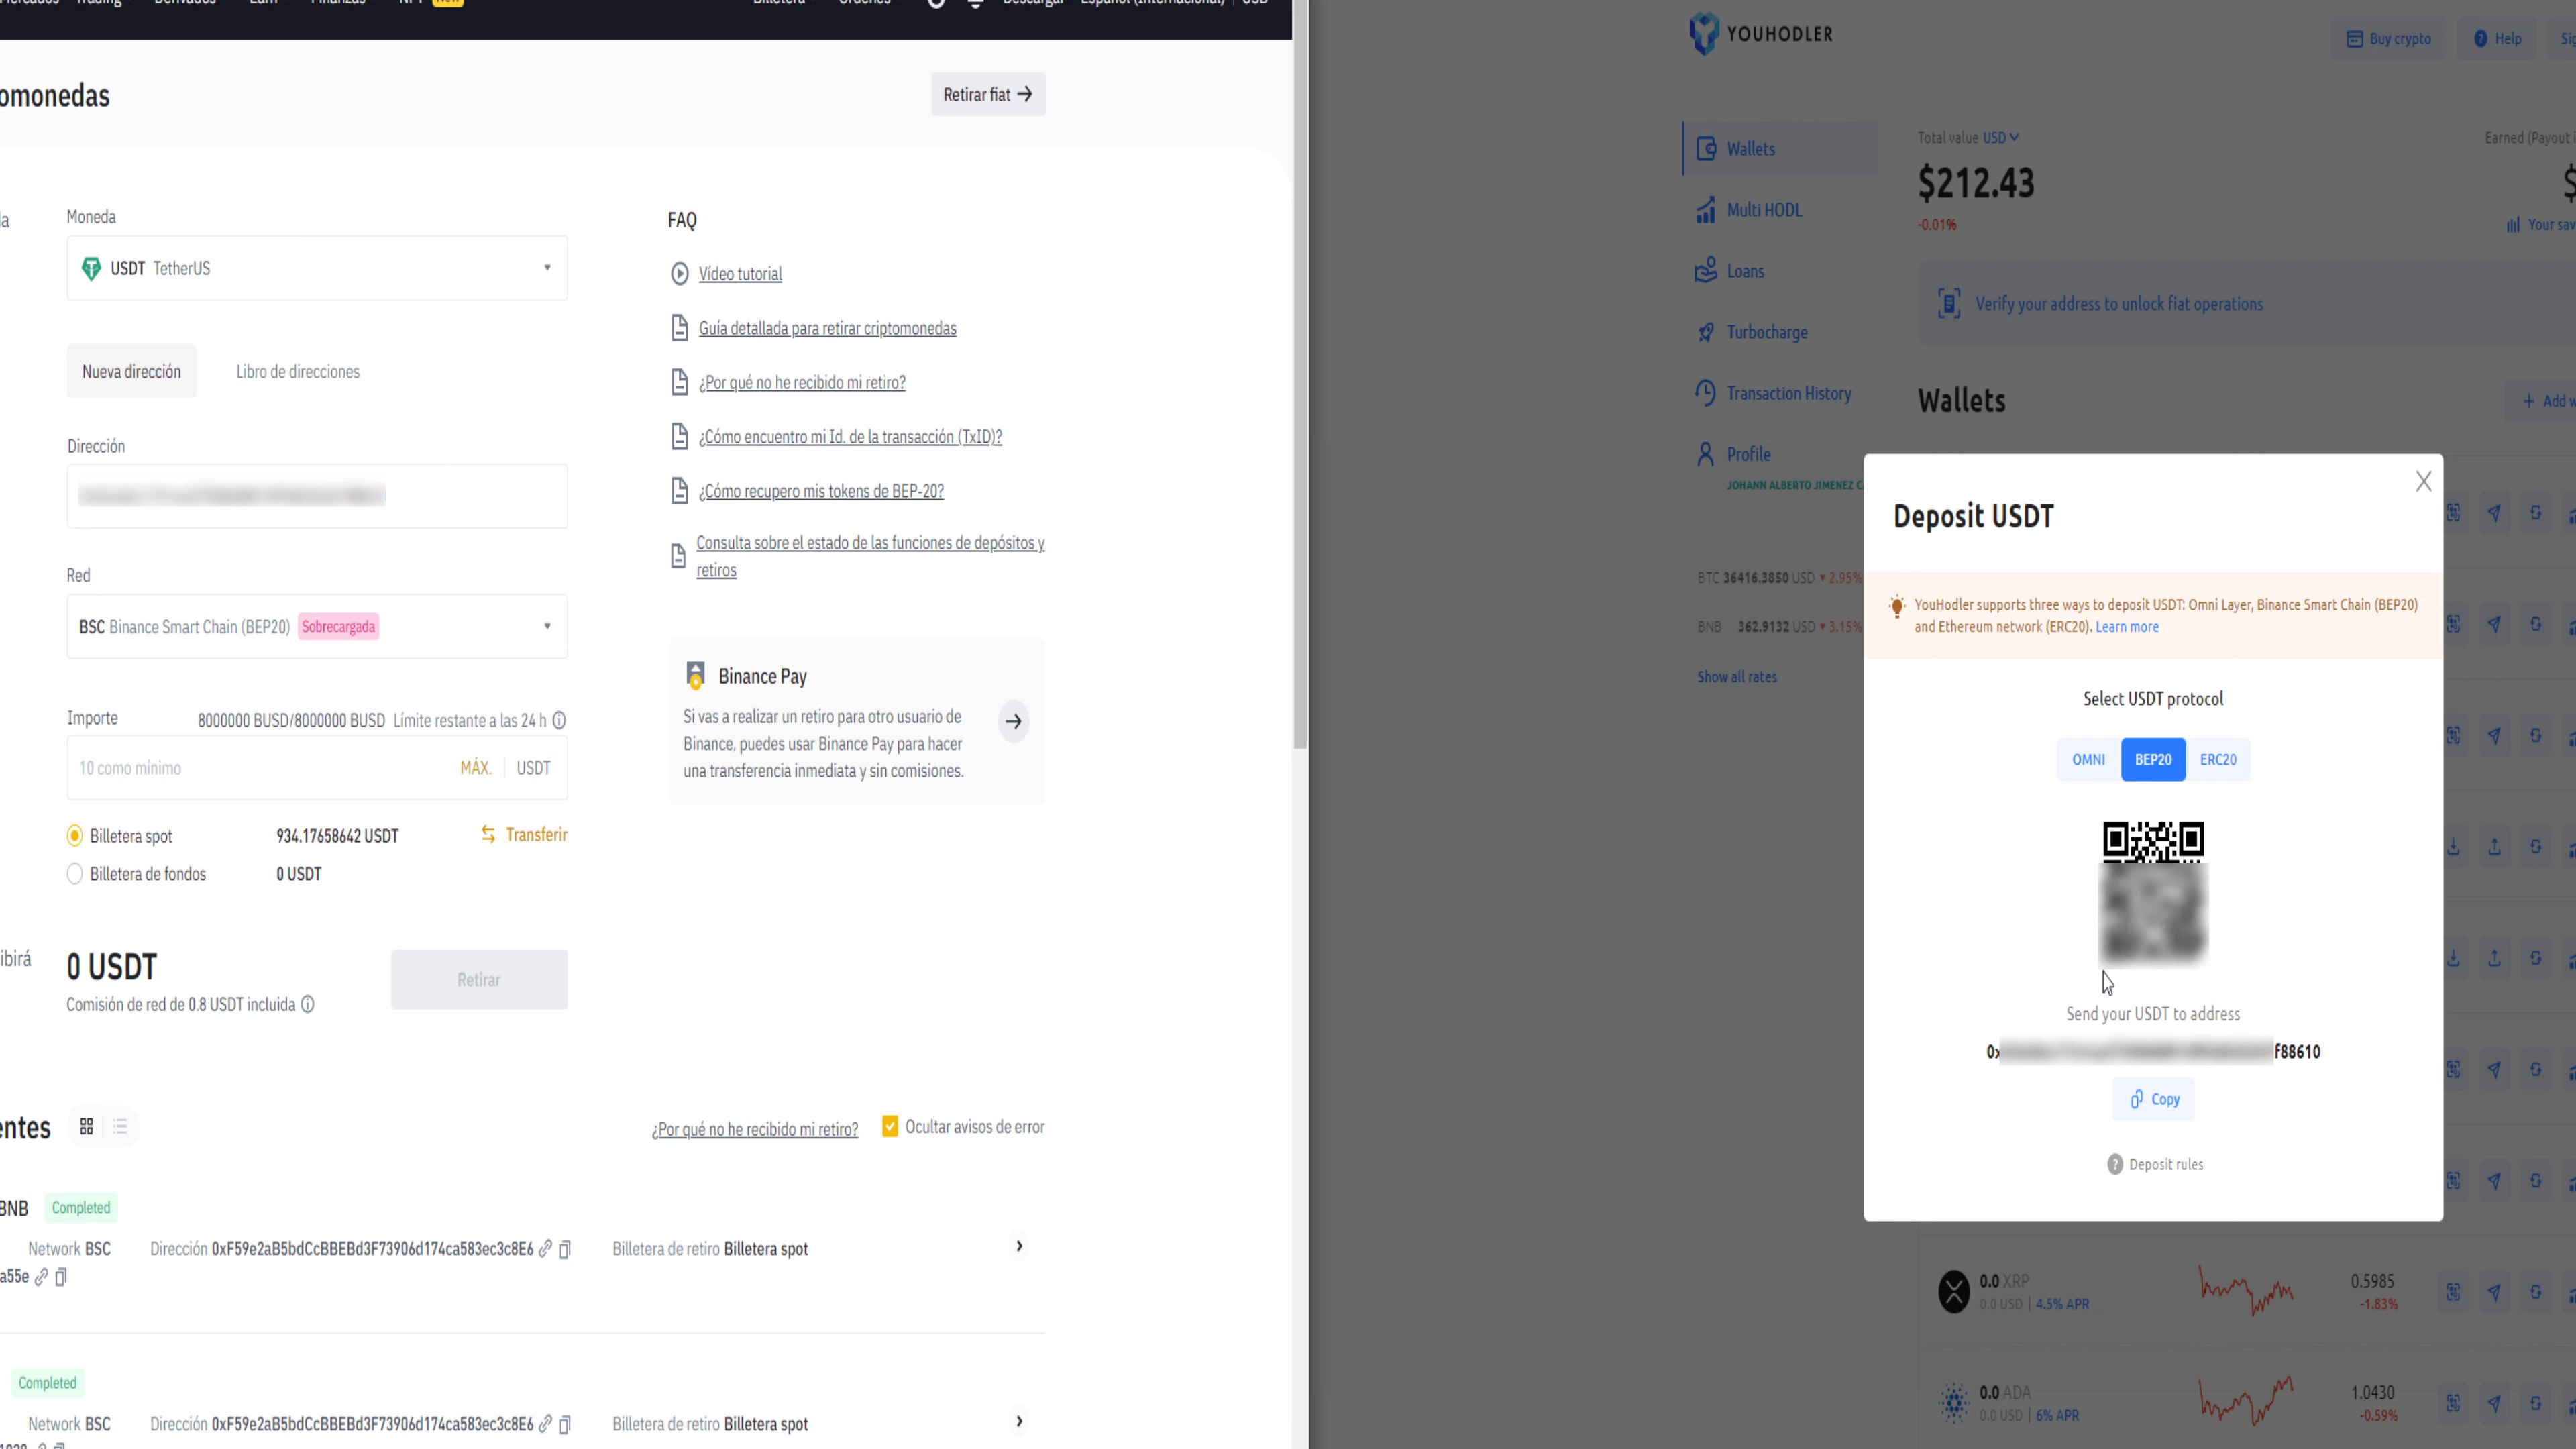 Descargar Español (Internacional) USD
omonedas
Retirar fiat
Moneda
USDT TetherUS
Nueva dirección Libro de direcciones
Dirección
Red
BSC Binance Smart Chain (BEP20) Sobrecargada
Importe 8000000 BUSD/8000000 BUSD Límite restante a las 24 h
10 como mínimo MÁX. USDT
Billetera spot 934.17658642 USDT Transferir
Billetera de fondos 0 USDT
ibirá
0 USDT
Retirar
Comisión de red de 0.8 USDT incluida
FAQ
Vídeo tutorial
Guía detallada para retirar criptomonedas
¿Por qué no he recibido mi retiro?
¿Cómo encuentro mi Id. de la transacción (TxID)?
¿Cómo recupero mis tokens de BEP-20?
Consulta sobre el estado de las funciones de depósitos y
retiros
Binance Pay
Si vas a realizar un retiro para otro usuario de
Binance, puedes usar Binance Pay para hacer
una transferencia inmediata y sin comisiones.
entes
¿Por qué no he recibido mi retiro? Ocultar avisos de error
BNB Completed
Network BSC Dirección 0xF59e2aB5bdCcBBEBd3F73906d174ca583ec3c8E6 Billetera de retiro Billetera spot
a55e
Completed
Network BSC Dirección 0xF59e2aB5bdCcBBEBd3F73906d174ca583ec3c8E6 Billetera de retiro Billetera spot
YOUHODLER
Buy crypto Help
Wallets
Multi HODL
Loans
Turbocharge
Transaction History
Profile
JOHANN ALBERTO JIMENEZ
BTC 36416.3850 USD ▾ 2.95%
BNB 362.9132 USD ▾ 3.15%
Show all rates
Total value USD
$212.43
-0.01%
Earned (Payout
$
Your sav
Verify your address to unlock fiat operations
Wallets
+ Add w
Deposit USDT
YouHodler supports three ways to deposit USDT: Omni Layer, Binance Smart Chain (BEP20)
and Ethereum network (ERC20). Learn more
Select USDT protocol
OMNI BEP20 ERC20
Send your USDT to address
0x f88610
Copy
Deposit rules
0.0 XRP 0.5985
0.0 USD | 4.5% APR -1.83%
0.0 ADA 1.0430
0.0 USD | 6% APR -0.59%